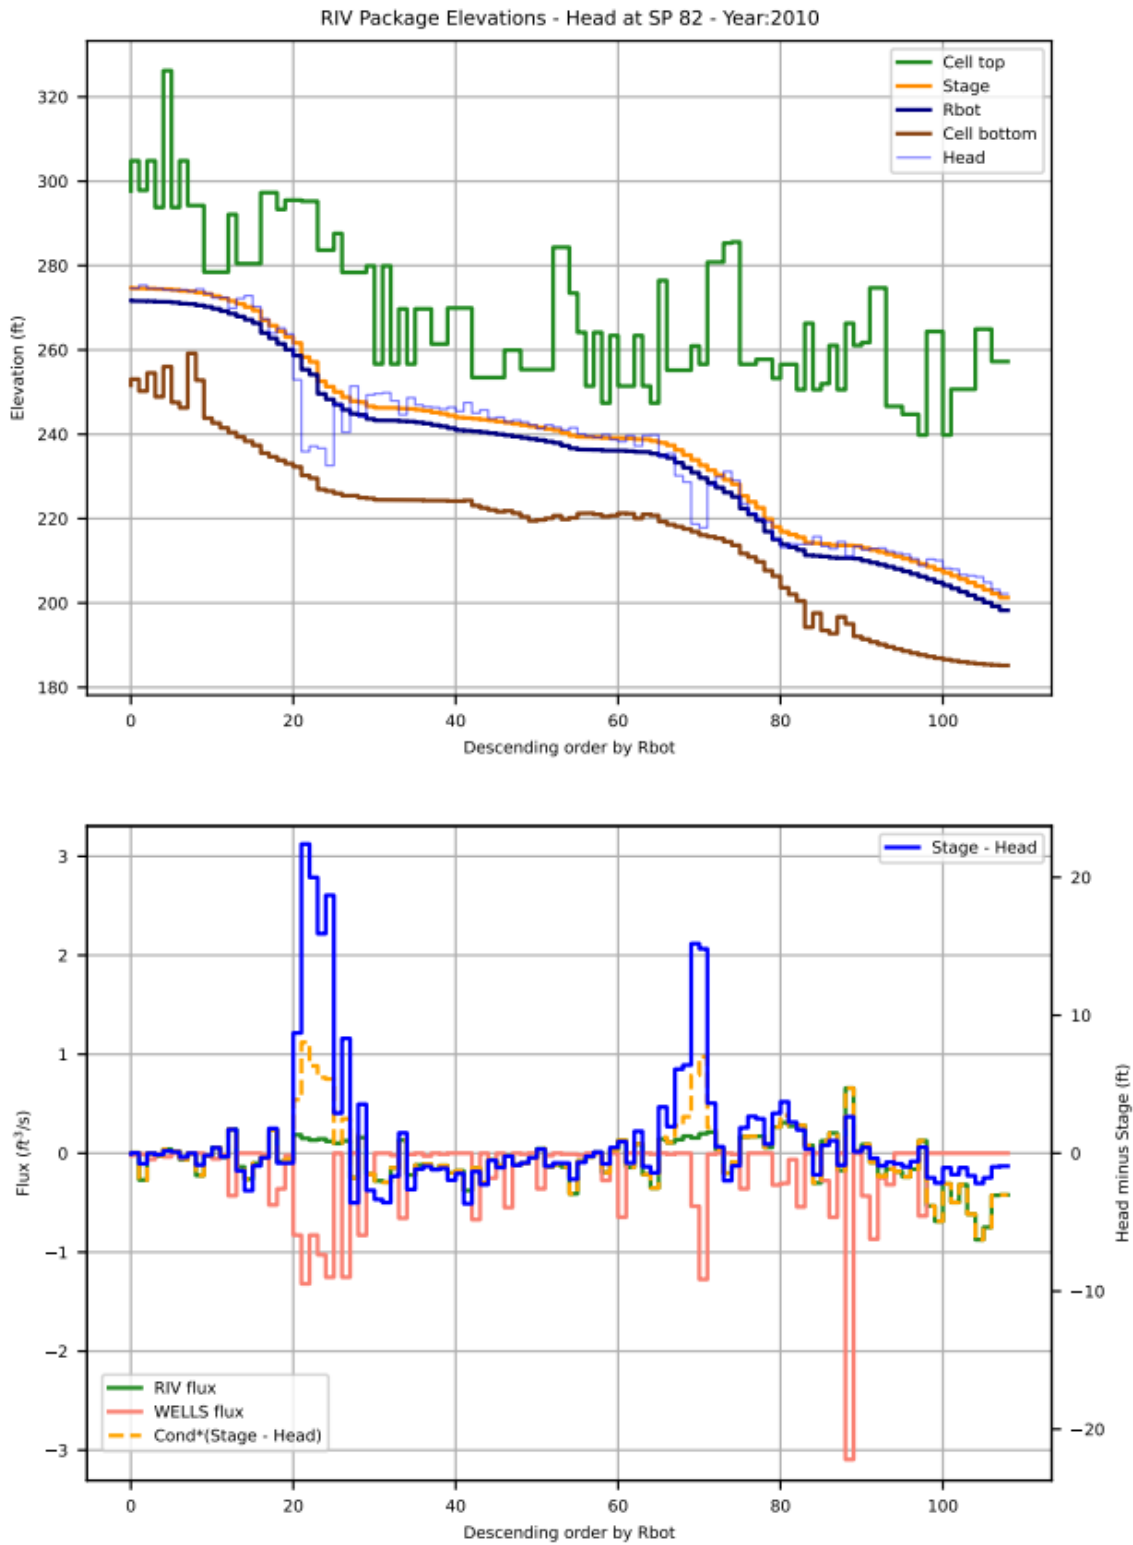 RIV Package Elevations - Head at SP 82 - Year:2010
Cell top
Stage
Rbot
Cell bottom
Head
Elevation (ft)
320
300
280
260
240
220
200
180
0 20 40 60 80 100
Descending order by Rbot
Stage - Head
Flux (ft³/s)
3
2
1
0
−1
−2
−3
20
10
0
−10
−20
Head minus Stage (ft)
RIV flux
WELLS flux
Cond*(Stage - Head)
0 20 40 60 80 100
Descending order by Rbot